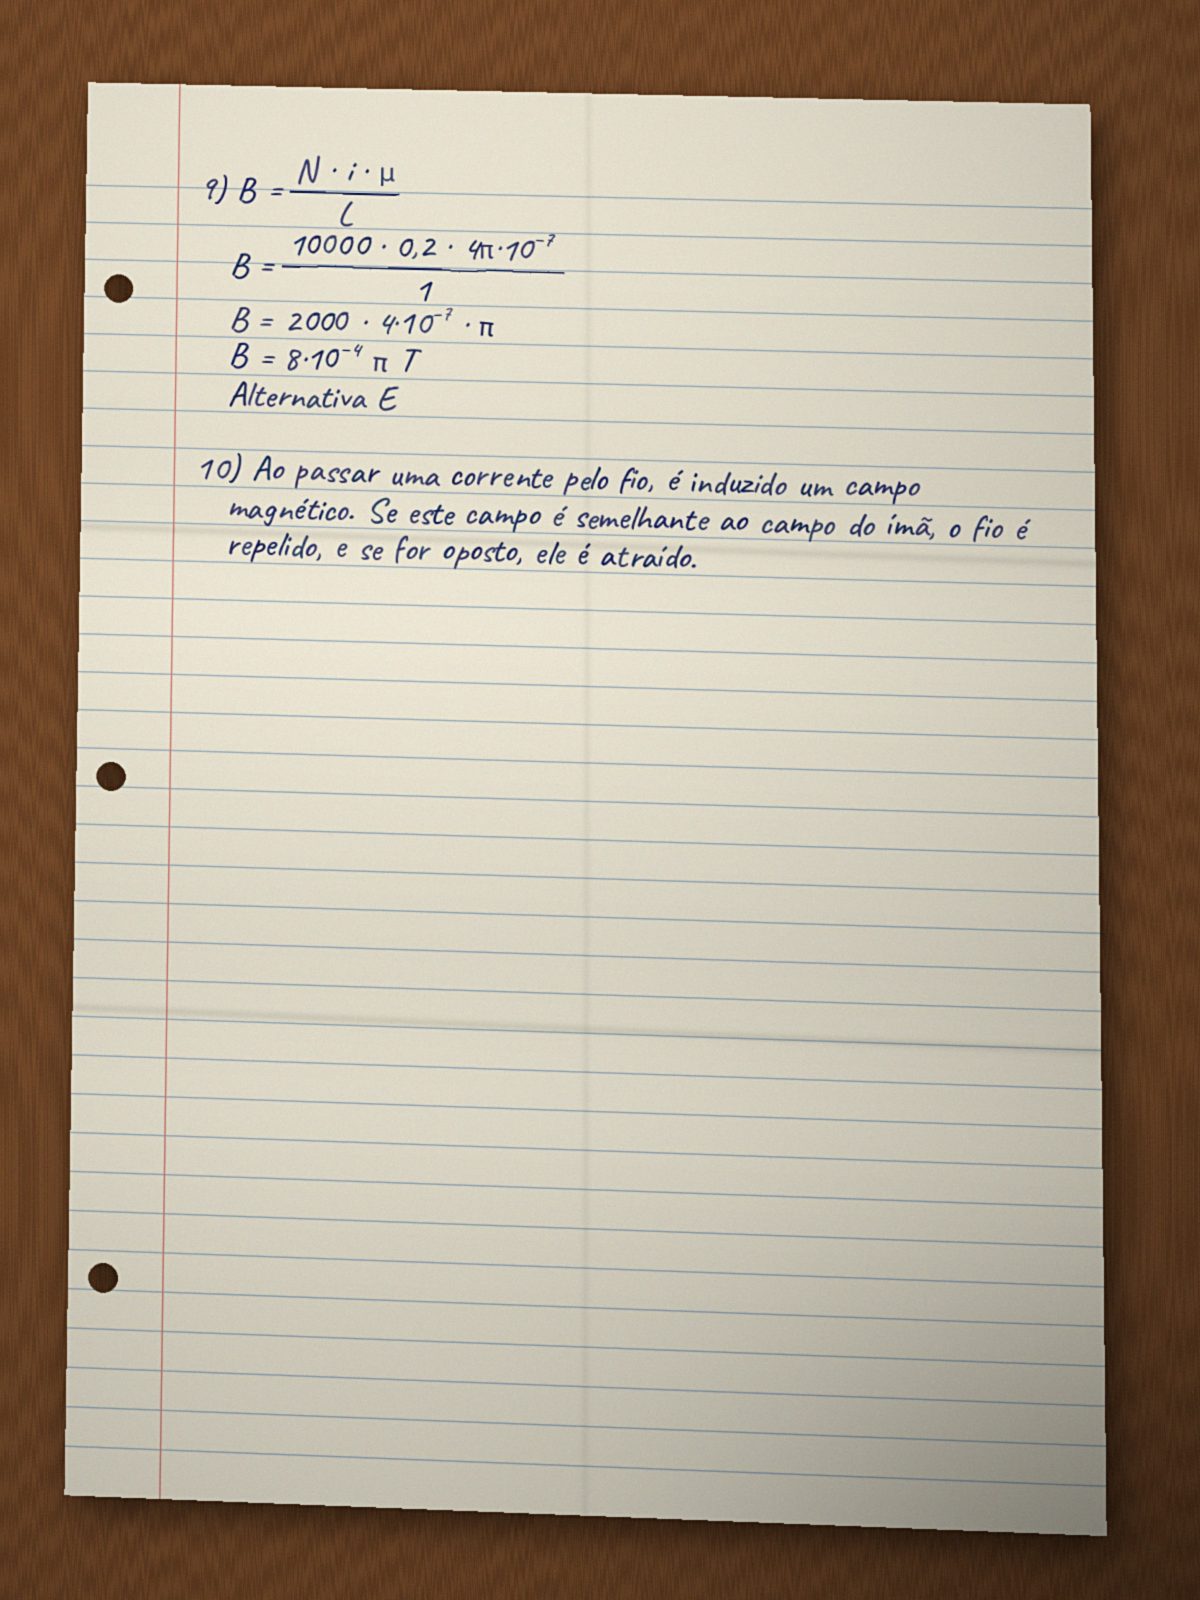 9) B = N · i · μ / L
B = 10000 · 0,2 · 4π·10⁻⁷ / 1
B = 2000 · 4·10⁻⁷ · π
B = 8·10⁻⁴ π T
Alternativa E
10) Ao passar uma corrente pelo fio, é induzido um campo
magnético. Se este campo é semelhante ao campo do ímã, o fio é
repelido, e se for oposto, ele é atraído.